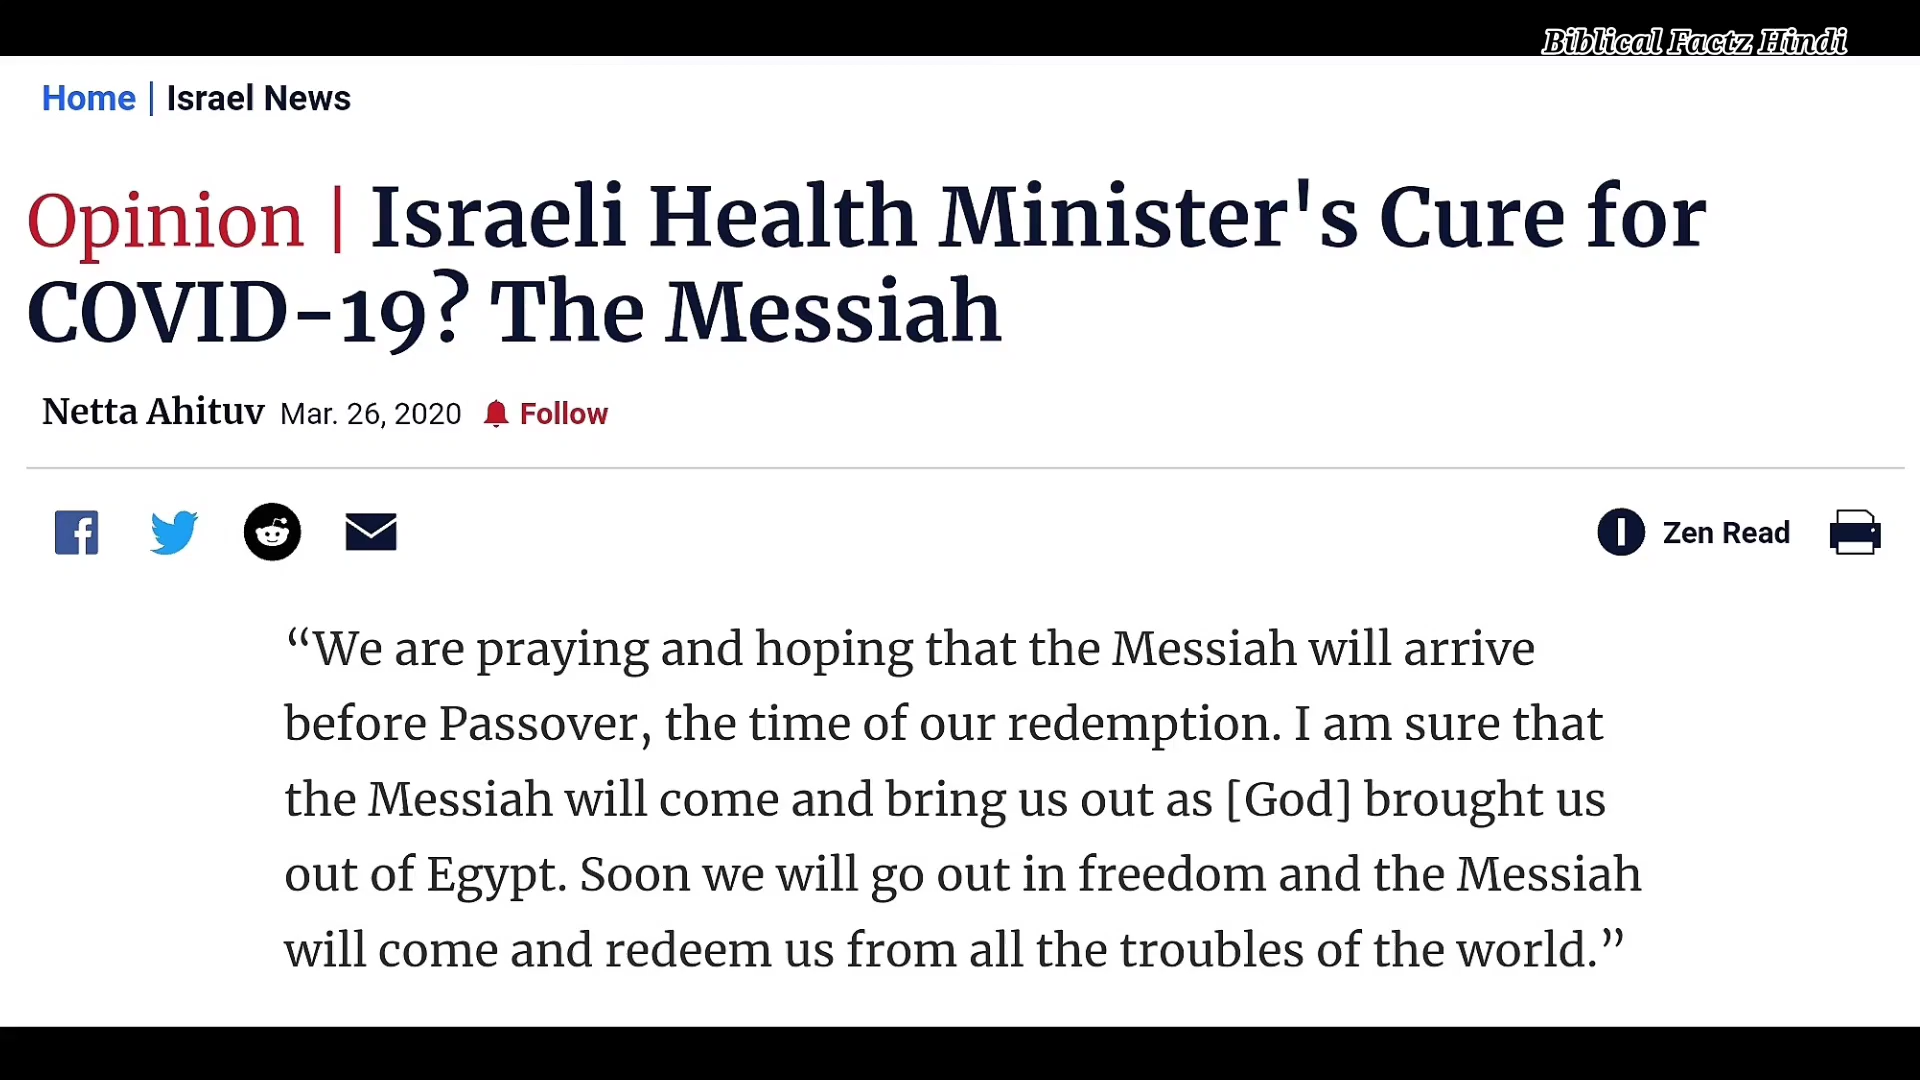 Biblical Factz Hindi
Home | Israel News
Opinion | Israeli Health Minister's Cure for
COVID-19? The Messiah
Netta Ahituv Mar. 26, 2020 Follow
Zen Read
“We are praying and hoping that the Messiah will arrive
before Passover, the time of our redemption. I am sure that
the Messiah will come and bring us out as [God] brought us
out of Egypt. Soon we will go out in freedom and the Messiah
will come and redeem us from all the troubles of the world.”